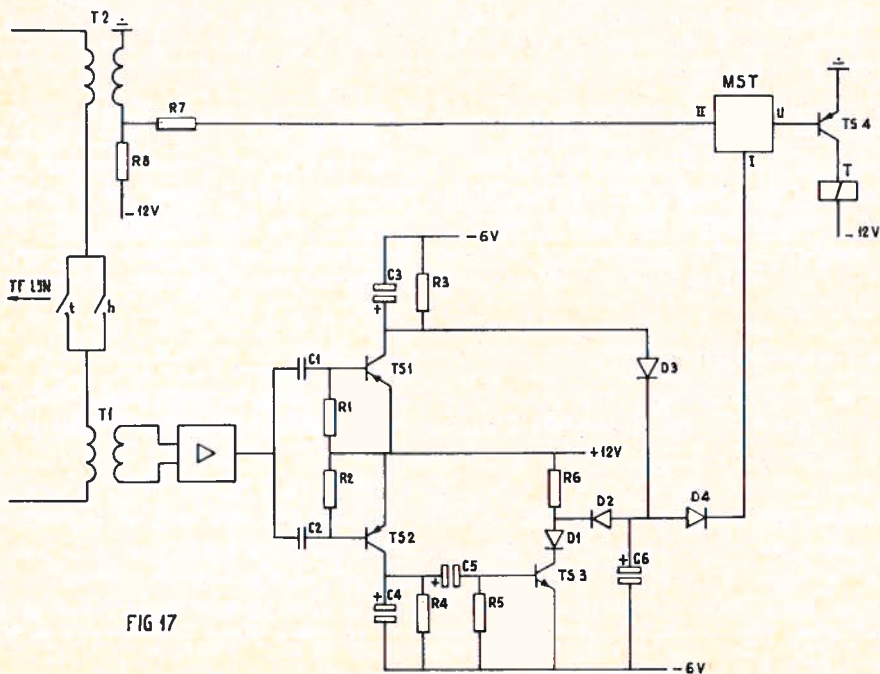 T2
R7
R8
-12V
II
MST
U
I
TS4
T
-12V
TF LYN
t
h
-6V
C3
+
R3
C1
TS1
R1
D3
T1
+12V
R2
R6
C2
TS2
D2
D4
D1
C5
+
TS3
+
C6
+
C4
R4
R5
-6V
FIG 17